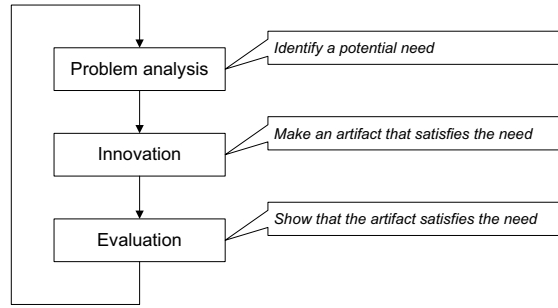 Problem analysis
Identify a potential need
Innovation
Make an artifact that satisfies the need
Evaluation
Show that the artifact satisfies the need